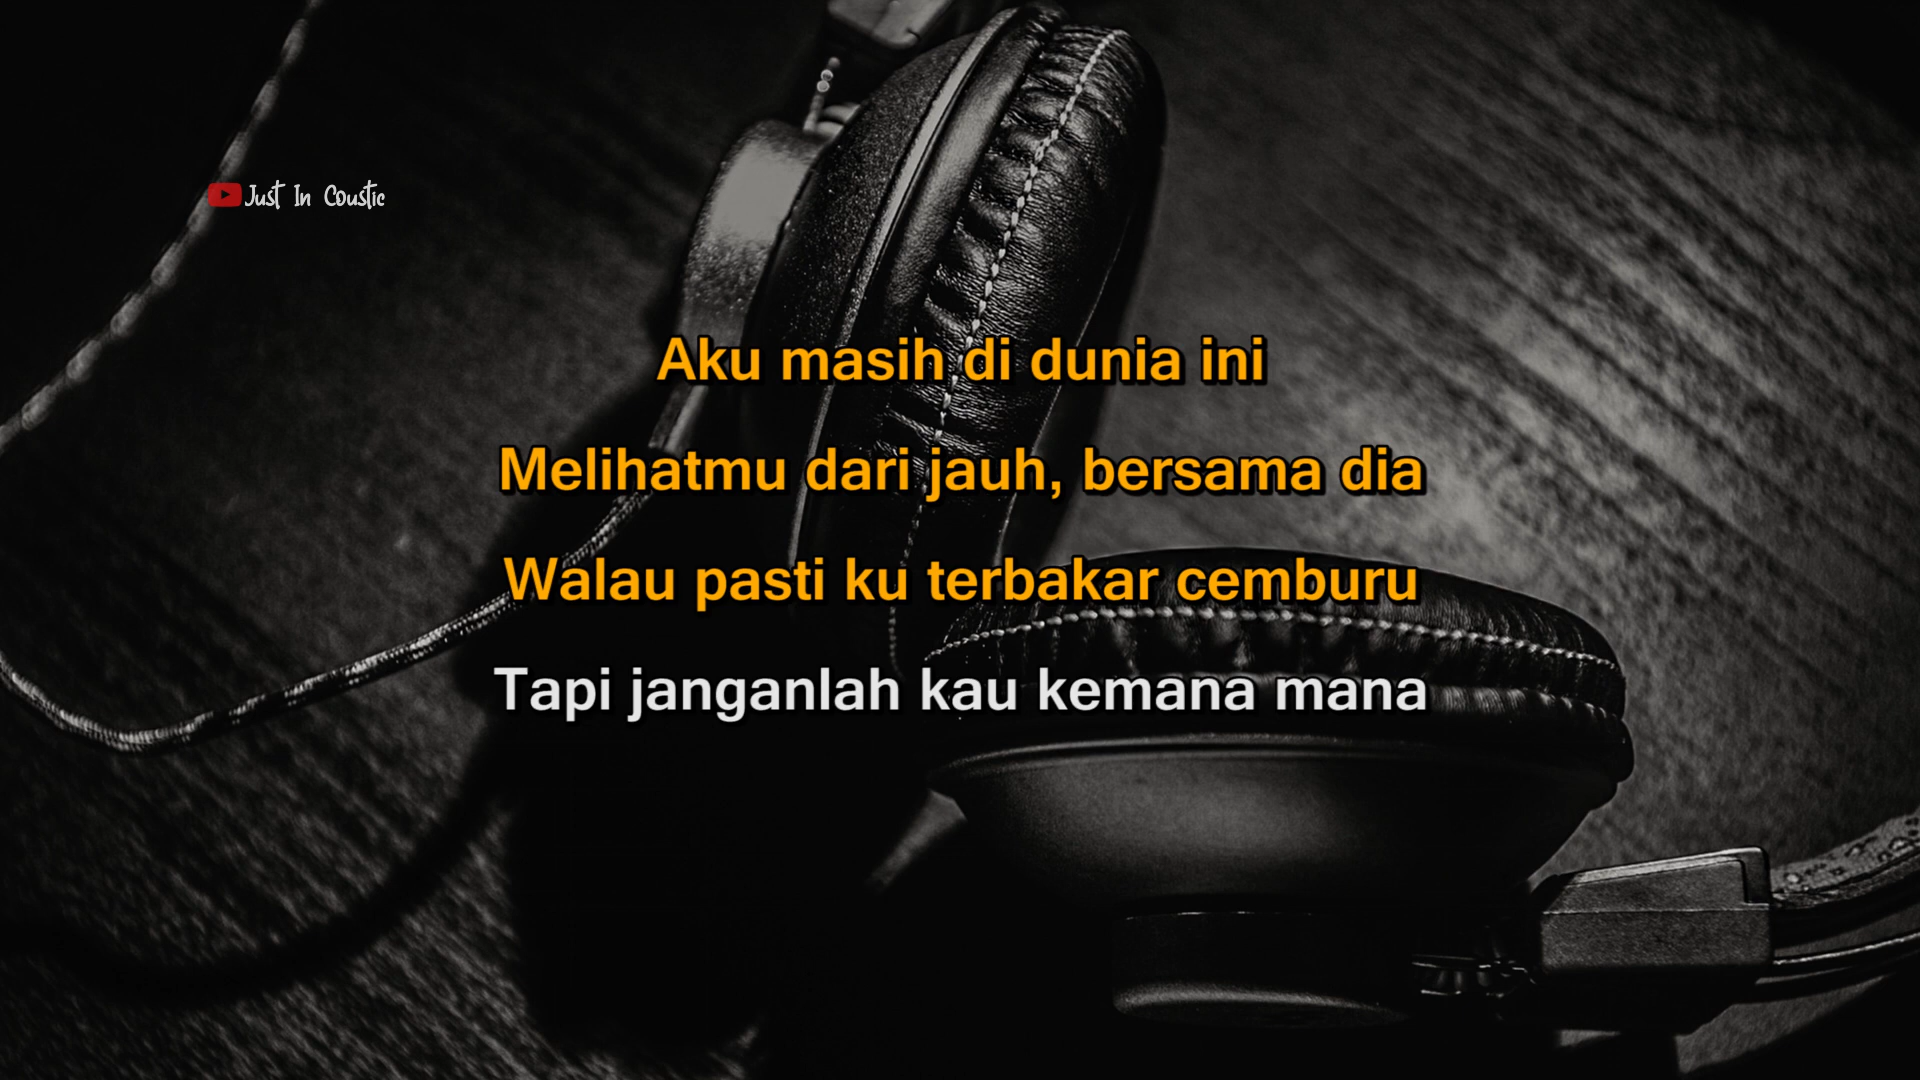 Just In Coustic
Aku masih di dunia ini
Melihatmu dari jauh, bersama dia
Walau pasti ku terbakar cemburu
Tapi janganlah kau kemana mana